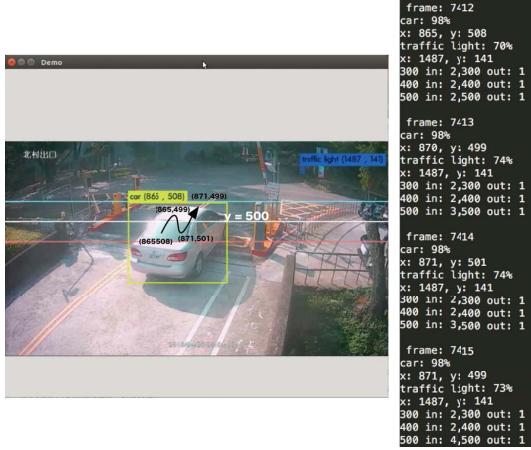 Demo
北村出口
traffic light (1487 , 141)
car (865 , 508) (871,499)
(865,499)
y = 500
(865508) (871,501)
frame: 7412
car: 98%
x: 865, y: 508
traffic light: 70%
x: 1487, y: 141
300 in: 2,300 out: 1
400 in: 2,400 out: 1
500 in: 2,500 out: 1
frame: 7413
car: 98%
x: 870, y: 499
traffic light: 74%
x: 1487, y: 141
300 in: 2,300 out: 1
400 in: 2,400 out: 1
500 in: 3,500 out: 1
frame: 7414
car: 98%
x: 871, y: 501
traffic light: 74%
x: 1487, y: 141
300 in: 2,300 out: 1
400 in: 2,400 out: 1
500 in: 3,500 out: 1
frame: 7415
car: 98%
x: 871, y: 499
traffic light: 73%
x: 1487, y: 141
300 in: 2,300 out: 1
400 in: 2,400 out: 1
500 in: 4,500 out: 1